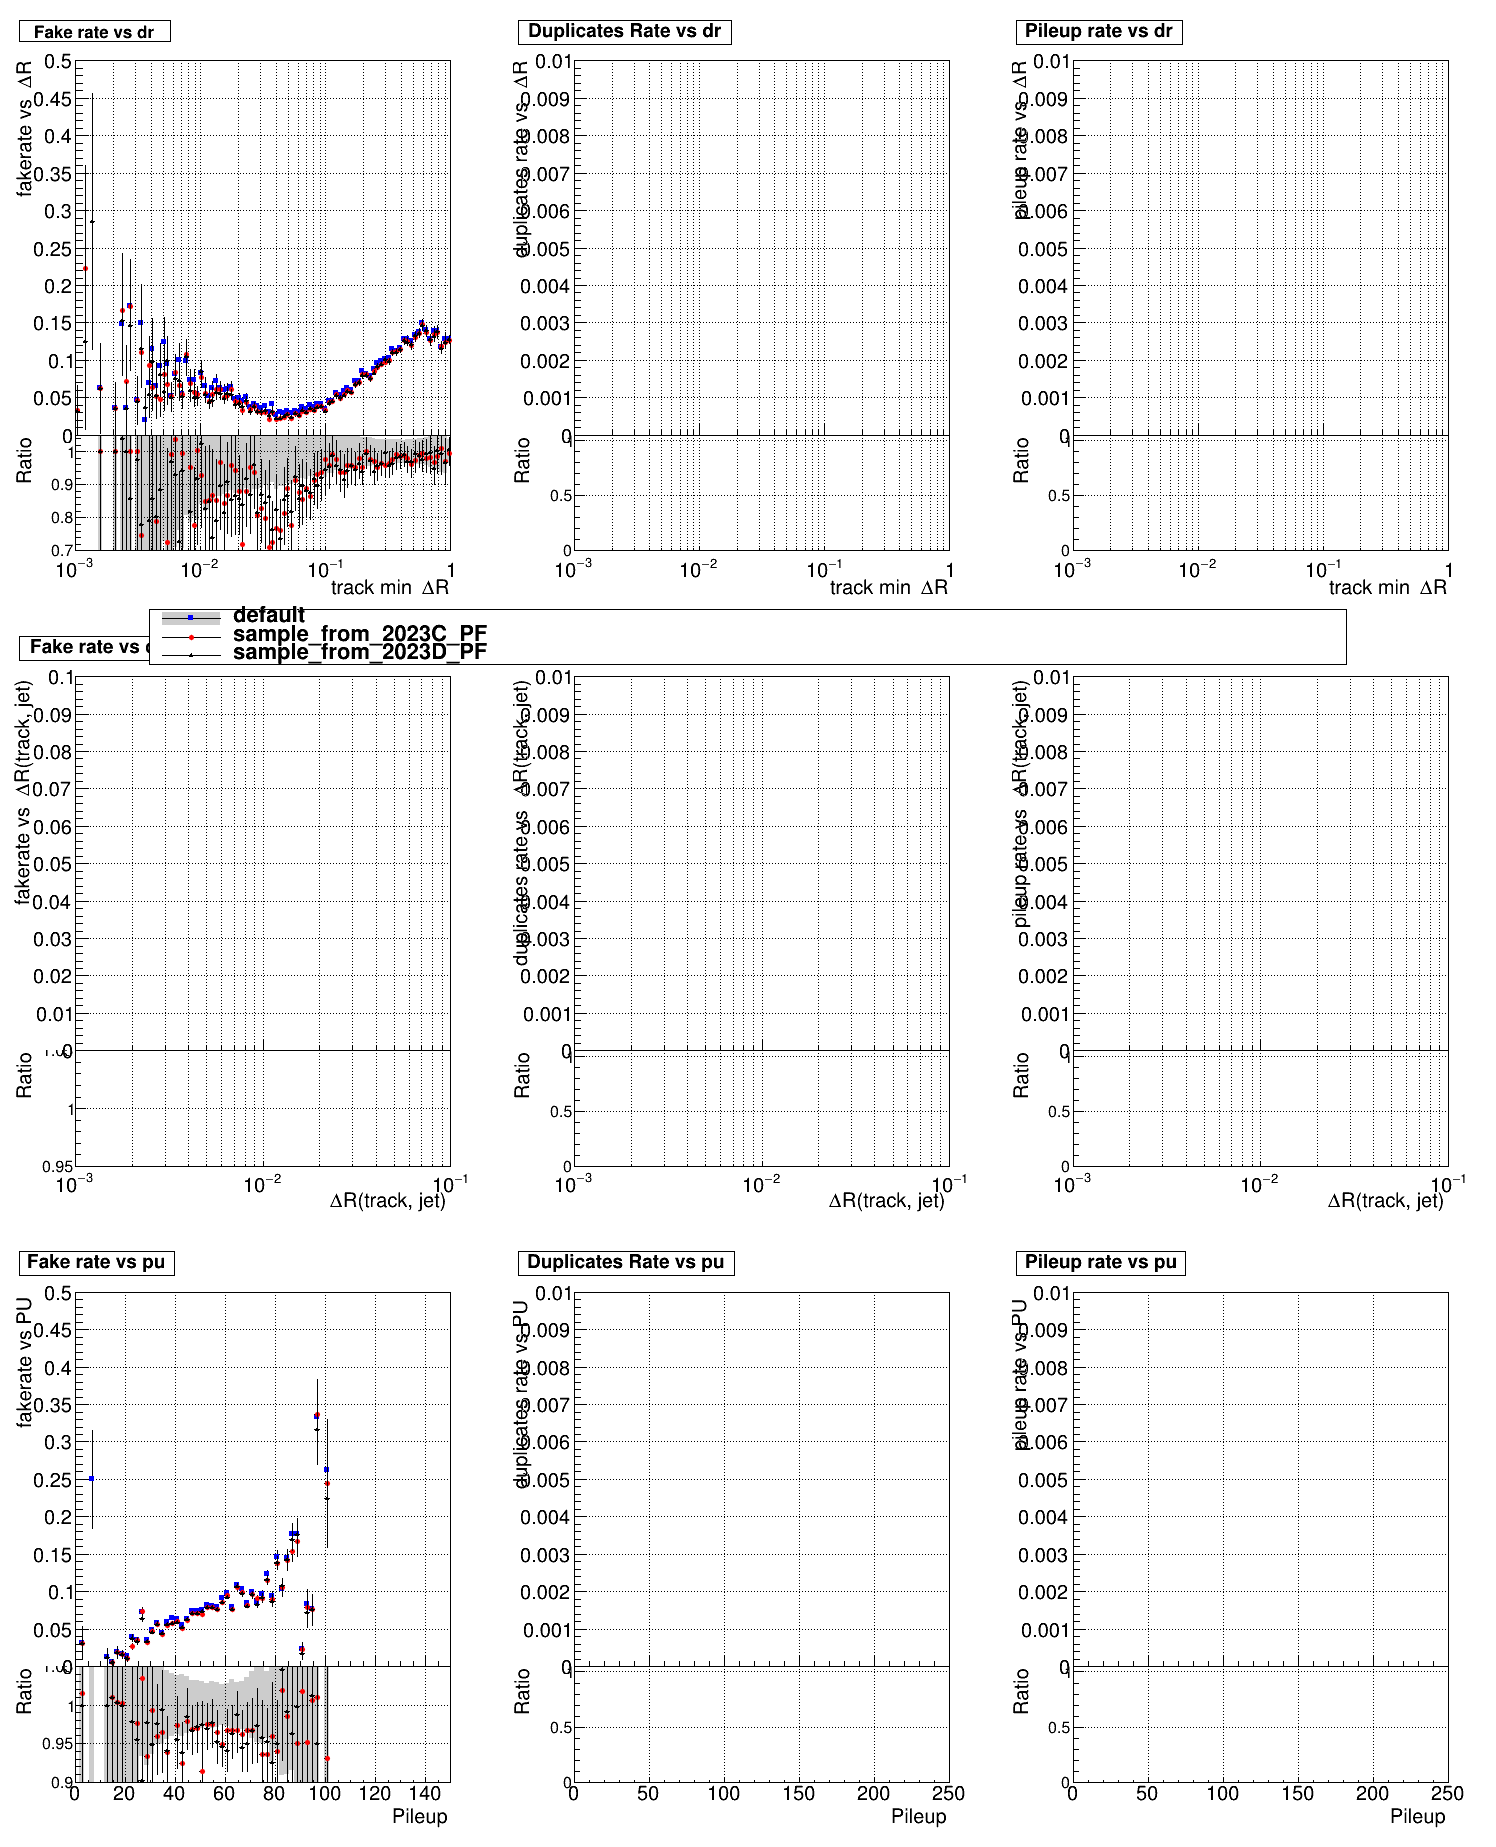 Fake rate vs dr
fakerate vs ΔR
0.5
0.45
0.4
0.35
0.3
0.25
0.2
0.15
0.1
0.05
0
Ratio
1
0.9
0.8
0.7
10⁻³ 10⁻² 10⁻¹ 1
track min ΔR
Duplicates Rate vs dr
duplicates rate vs ΔR
0.01
0.009
0.008
0.007
0.006
0.005
0.004
0.003
0.002
0.001
0
Ratio
1
0.5
0
10⁻³ 10⁻² 10⁻¹ 1
track min ΔR
Pileup rate vs dr
pileup rate vs ΔR
0.01
0.009
0.008
0.007
0.006
0.005
0.004
0.003
0.002
0.001
0
Ratio
1
0.5
0
10⁻³ 10⁻² 10⁻¹ 1
track min ΔR
default
sample_from_2023C_PF
sample_from_2023D_PF
Fake rate vs
fakerate vs ΔR(track, jet)
0.1
0.09
0.08
0.07
0.06
0.05
0.04
0.03
0.02
0.01
0
Ratio
1
0.95
10⁻³ 10⁻² 10⁻¹
ΔR(track, jet)
duplicates rate vs ΔR(track, jet)
0.01
0.009
0.008
0.007
0.006
0.005
0.004
0.003
0.002
0.001
0
Ratio
1
0.5
0
10⁻³ 10⁻² 10⁻¹
ΔR(track, jet)
pileup rate vs ΔR(track, jet)
0.01
0.009
0.008
0.007
0.006
0.005
0.004
0.003
0.002
0.001
0
Ratio
1
0.5
0
10⁻³ 10⁻² 10⁻¹
ΔR(track, jet)
Fake rate vs pu
fakerate vs PU
0.5
0.45
0.4
0.35
0.3
0.25
0.2
0.15
0.1
0.05
0
Ratio
1
0.95
0.9
0 20 40 60 80 100 120 140
Pileup
Duplicates Rate vs pu
duplicates rate vs PU
0.01
0.009
0.008
0.007
0.006
0.005
0.004
0.003
0.002
0.001
0
Ratio
1
0.5
0
0 50 100 150 200 250
Pileup
Pileup rate vs pu
pileup rate vs PU
0.01
0.009
0.008
0.007
0.006
0.005
0.004
0.003
0.002
0.001
0
Ratio
1
0.5
0
0 50 100 150 200 250
Pileup